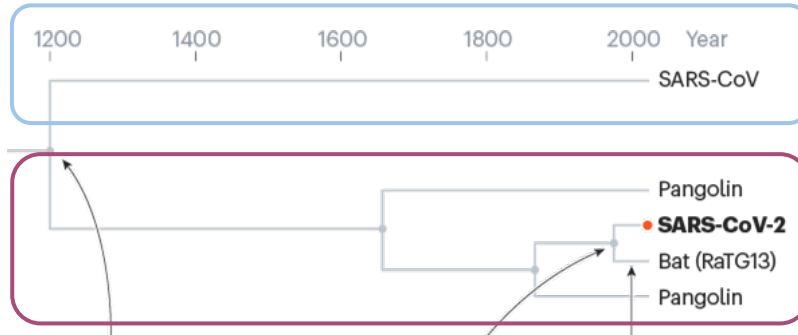 1200 1400 1600 1800 2000 Year
SARS-CoV
Pangolin
SARS-CoV-2
Bat (RaTG13)
Pangolin